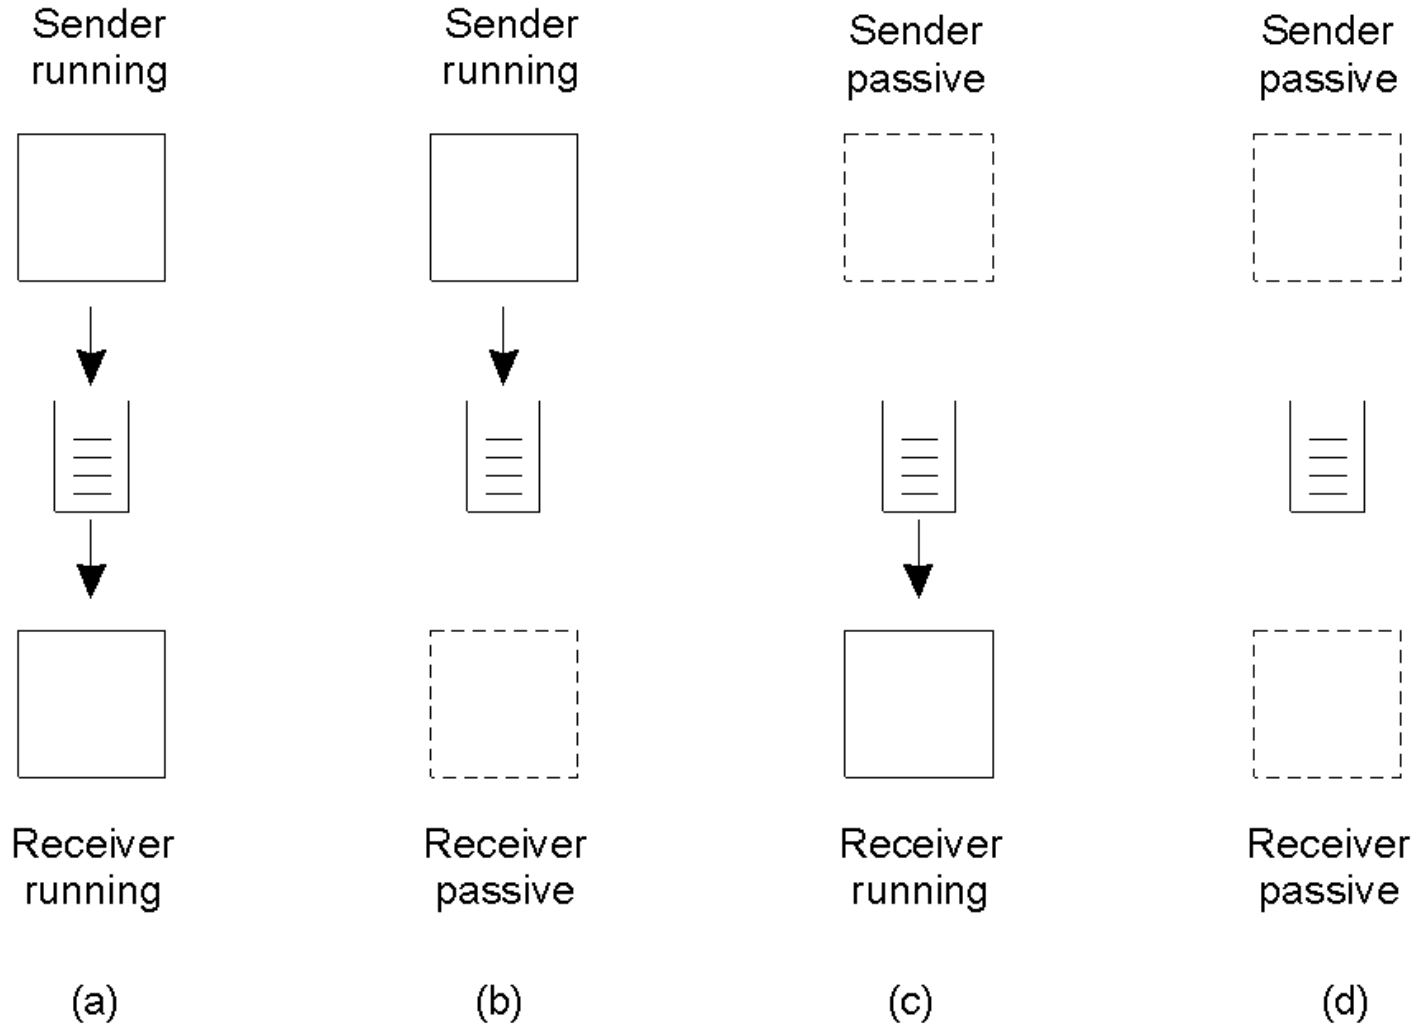 Sender
running
Sender
running
Sender
passive
Sender
passive
Receiver
running
Receiver
passive
Receiver
running
Receiver
passive
(a)
(b)
(c)
(d)